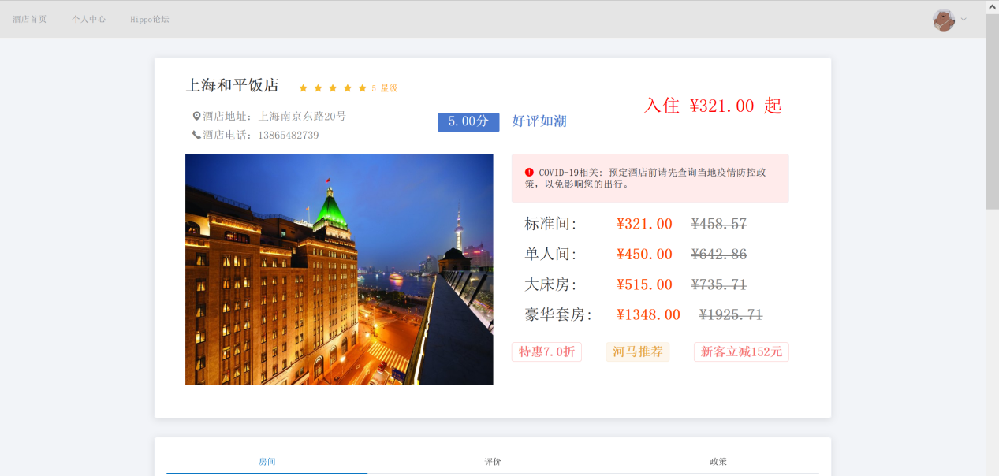 酒店首页 个人中心 Hippo论坛
上海和平饭店 5 星级
入住 ¥321.00 起
酒店地址: 上海南京东路20号
5.00分 好评如潮
酒店电话: 13865482739
COVID-19相关: 预定酒店前请先查询当地疫情防控政
策, 以免影响您的出行。
标准间: ¥321.00 ¥458.57
单人间: ¥450.00 ¥642.86
大床房: ¥515.00 ¥735.71
豪华套房: ¥1348.00 ¥1925.71
特惠7.0折 河马推荐 新客立减152元
房间 评价 政策